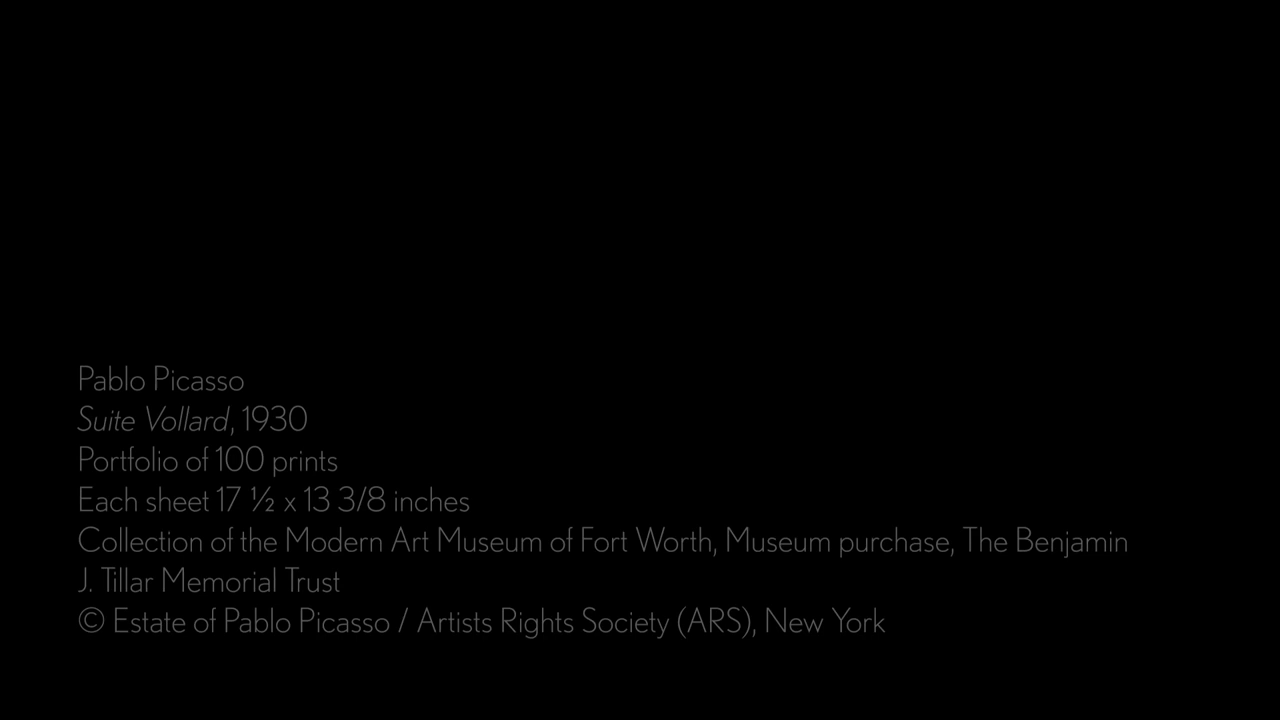 Pablo Picasso
Suite Vollard, 1930
Portfolio of 100 prints
Each sheet 17 ½ x 13 3/8 inches
Collection of the Modern Art Museum of Fort Worth, Museum purchase, The Benjamin
J. Tillar Memorial Trust
© Estate of Pablo Picasso / Artists Rights Society (ARS), New York